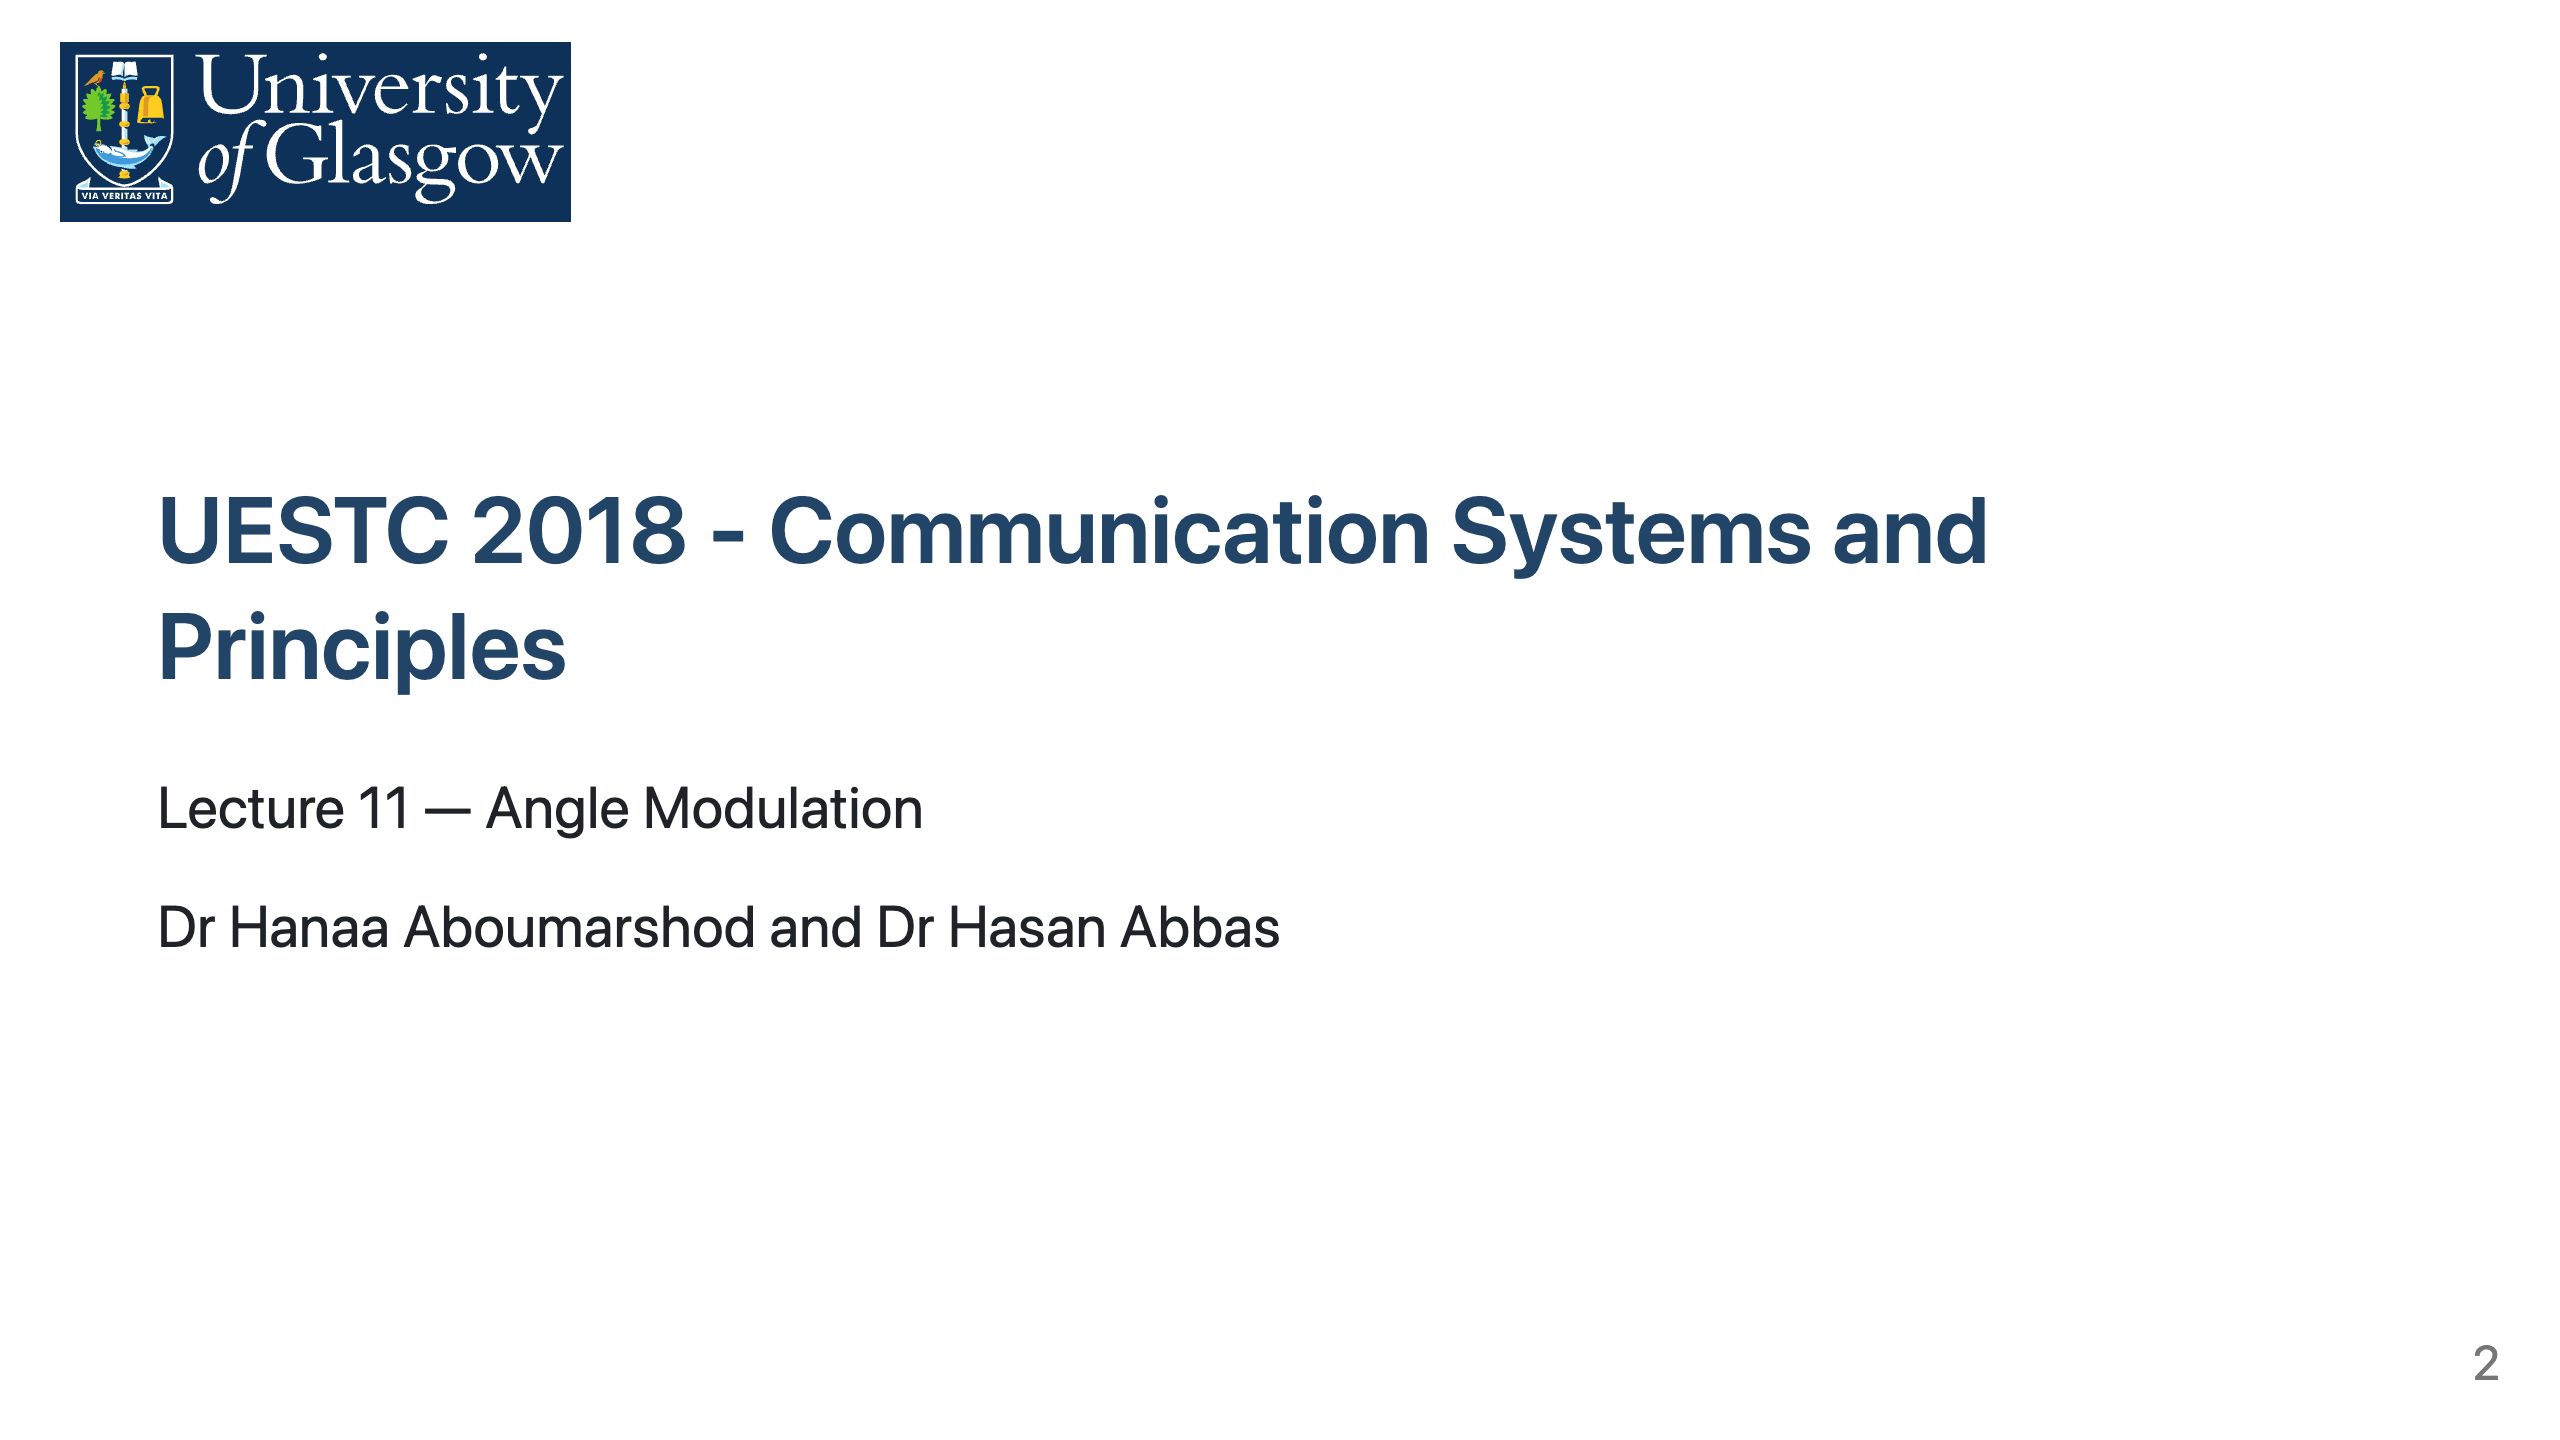 University
of Glasgow
VIA VERITAS VITA
UESTC 2018 - Communication Systems and
Principles
Lecture 11 — Angle Modulation
Dr Hanaa Aboumarshod and Dr Hasan Abbas
2